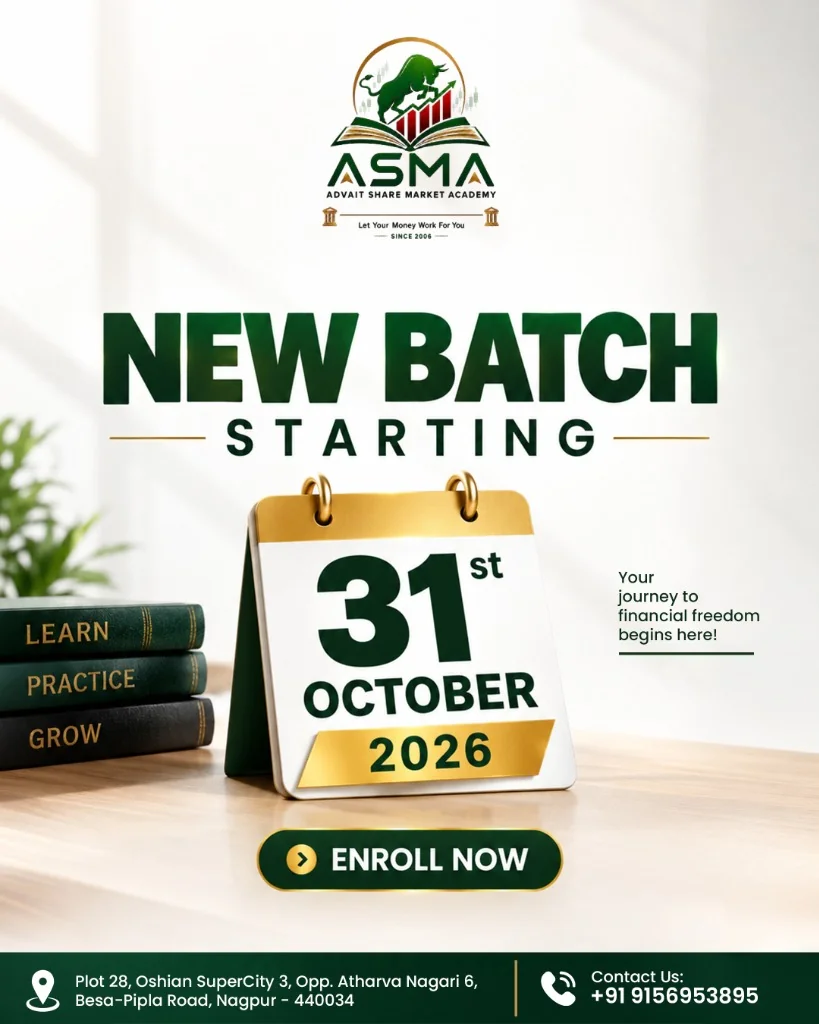 ASMA
ADVAIT SHARE MARKET ACADEMY
Let Your Money Work For You
SINCE 2006
NEW BATCH
STARTING
31st
OCTOBER
2026
Your
journey to
financial freedom
begins here!
LEARN
PRACTICE
GROW
ENROLL NOW
Plot 28, Oshian SuperCity 3, Opp. Atharva Nagari 6,
Besa-Pipla Road, Nagpur - 440034
Contact Us:
+91 9156953895